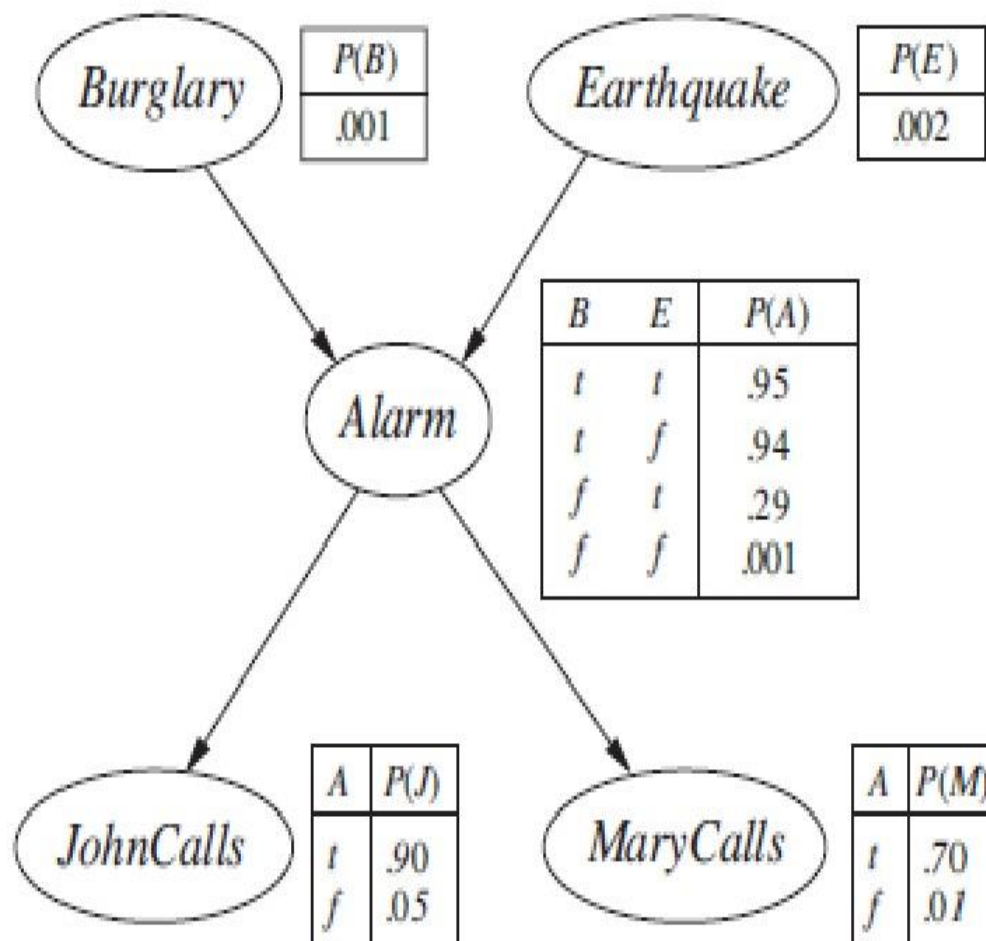 Burglary
P(B)
.001
Earthquake
P(E)
.002
B E P(A)
t t .95
t f .94
f t .29
f f .001
Alarm
JohnCalls
A P(J)
t .90
f .05
MaryCalls
A P(M)
t .70
f .01